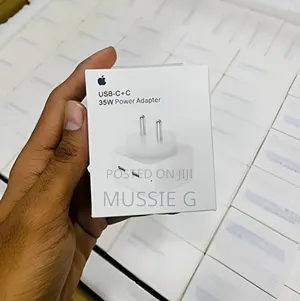 USB-C+C
35W Power Adapter
POSTED ON JIJI
MUSSIE G